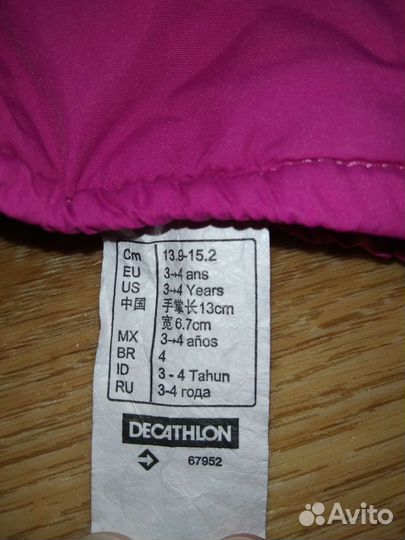 Cm 13.9-15.2
EU 3→4 ans
US 3→4 Years
中国 手掌长13cm
宽6.7cm
MX 3→4 años
BR 4
ID 3 - 4 Tahun
RU 3-4 года
DECATHLON
67952
Avito